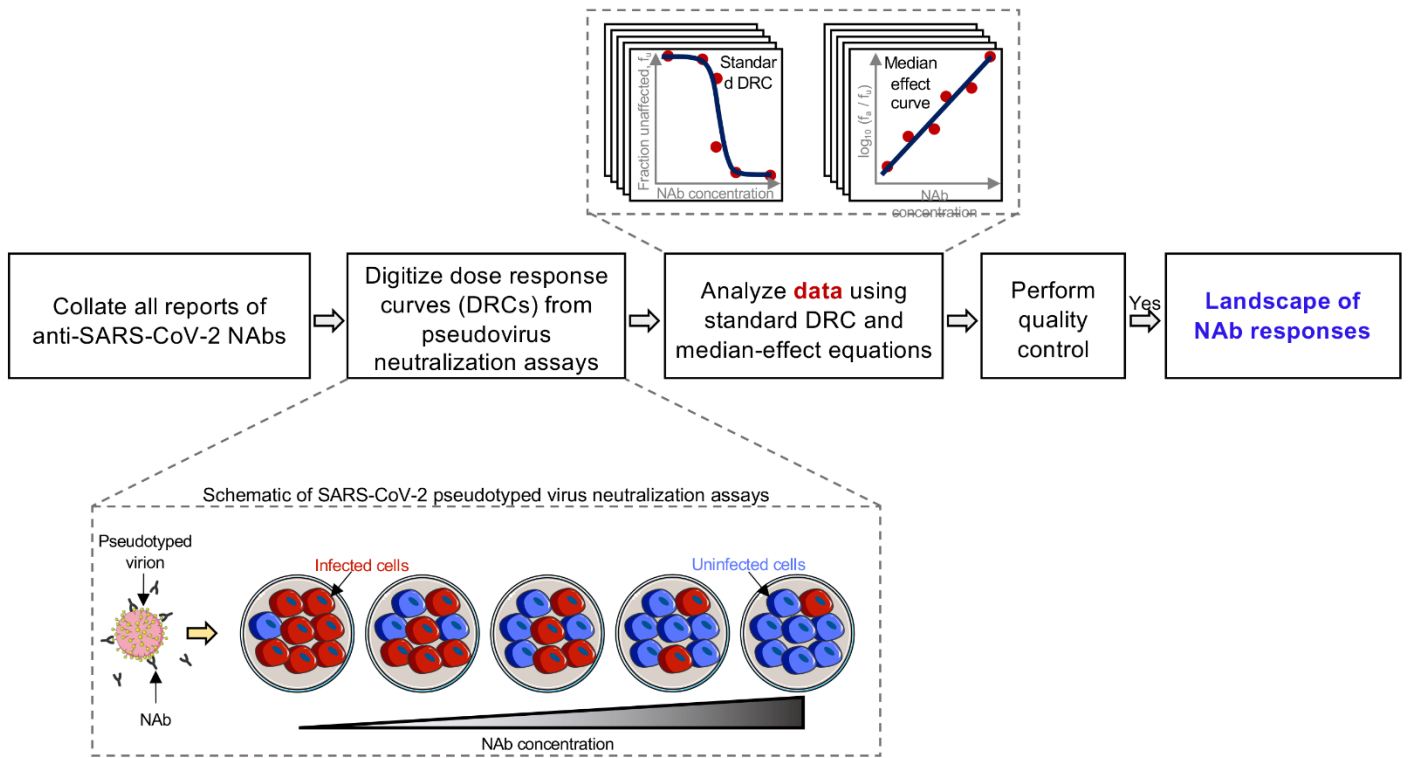 Fraction unaffected, fu
Standar
d DRC
NAb concentration
log10 (fa / fu)
Median
effect
curve
NAb
concentration
Collate all reports of
anti-SARS-CoV-2 NAbs
Digitize dose response
curves (DRCs) from
pseudovirus
neutralization assays
Analyze data using
standard DRC and
median-effect equations
Perform
quality
control
Yes
Landscape of
NAb responses
Schematic of SARS-CoV-2 pseudotyped virus neutralization assays
Pseudotyped
virion
Infected cells
Uninfected cells
NAb
NAb concentration